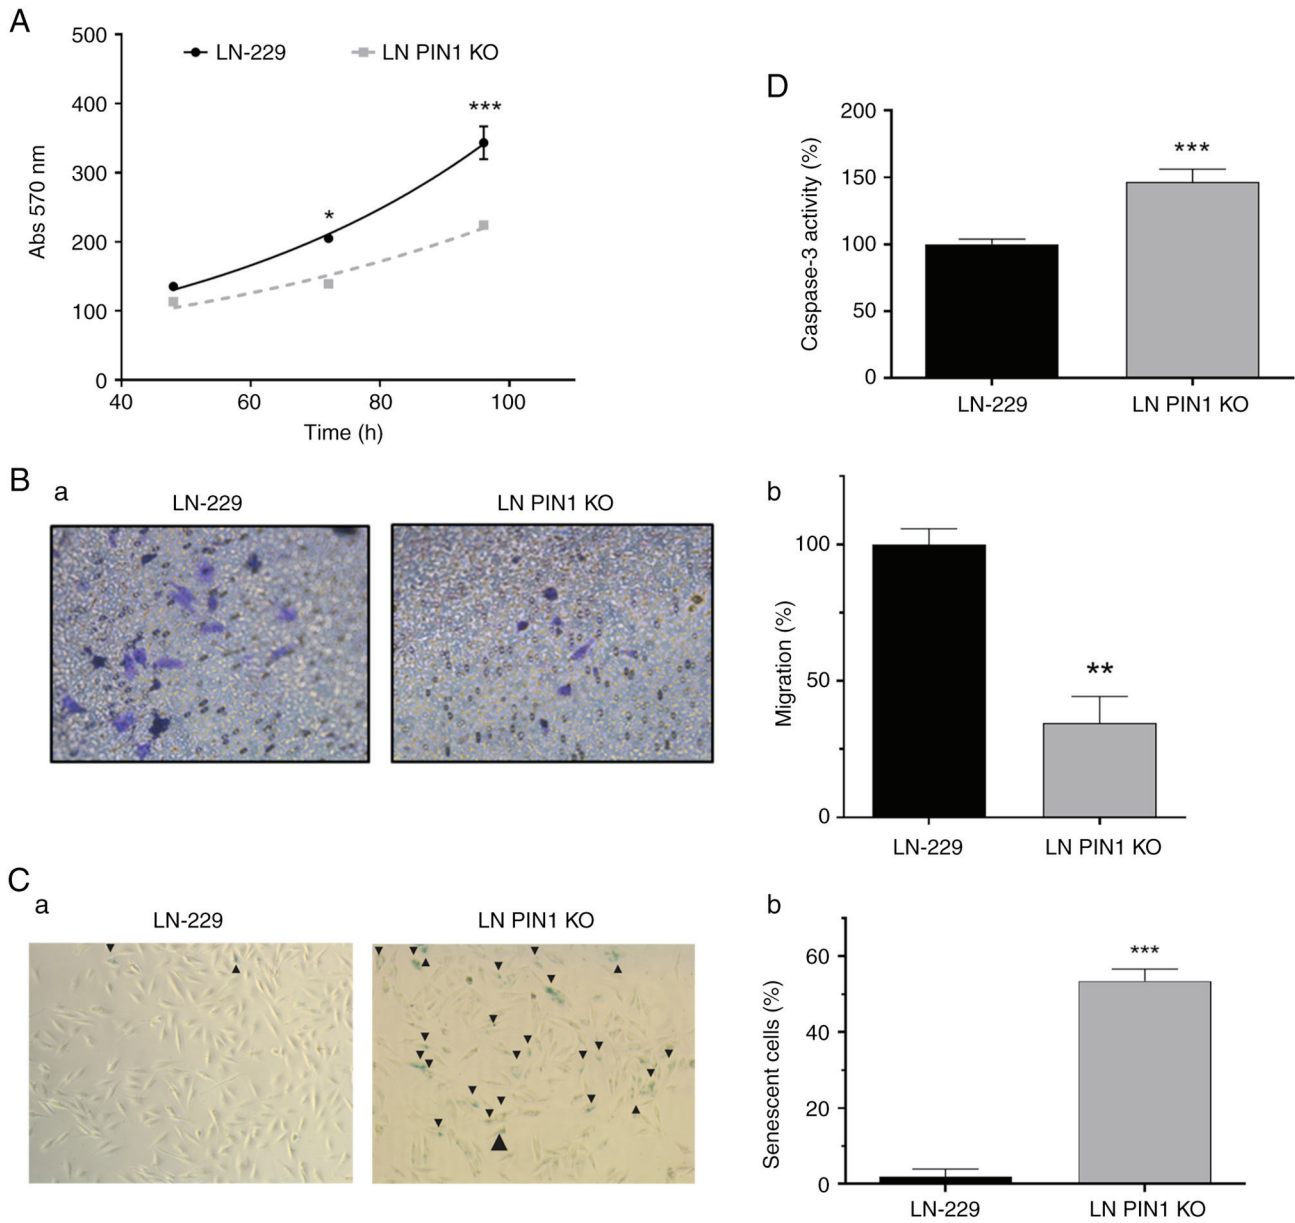 A
500
400
300
200
100
0
Abs 570 nm
LN-229
LN PIN1 KO
*
***
40
60
80
100
Time (h)
D
200
150
100
50
0
Caspase-3 activity (%)
***
LN-229
LN PIN1 KO
B
a
LN-229
LN PIN1 KO
b
100
50
0
Migration (%)
**
LN-229
LN PIN1 KO
C
a
LN-229
LN PIN1 KO
b
60
40
20
0
Senescent cells (%)
***
LN-229
LN PIN1 KO